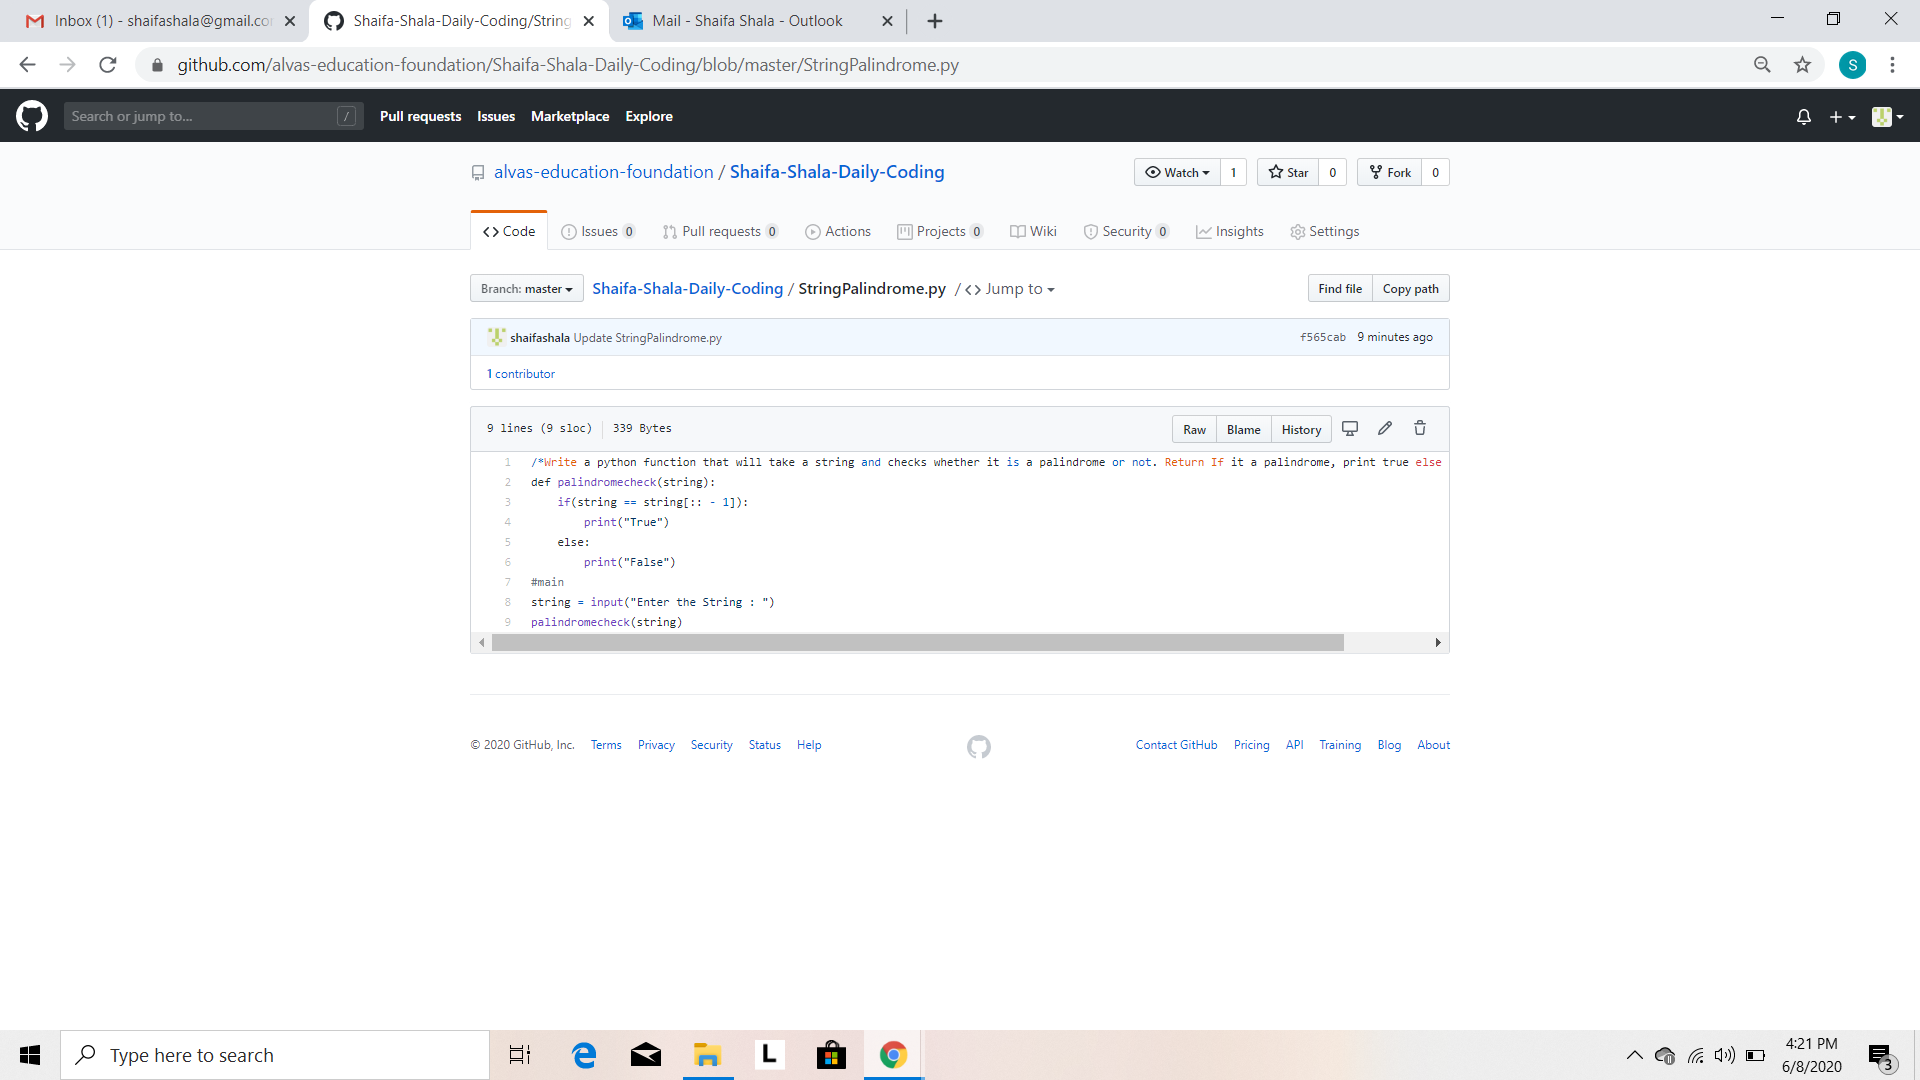 Inbox (1) - shaifashala@gmail.co
Shaifa-Shala-Daily-Coding/String
Mail - Shaifa Shala - Outlook
github.com/alvas-education-foundation/Shaifa-Shala-Daily-Coding/blob/master/StringPalindrome.py
S
Search or jump to...
/
Pull requests Issues Marketplace Explore
alvas-education-foundation / Shaifa-Shala-Daily-Coding
Watch 1 Star 0 Fork 0
Code Issues 0 Pull requests 0 Actions Projects 0 Wiki Security 0 Insights Settings
Branch: master Shaifa-Shala-Daily-Coding / StringPalindrome.py / <> Jump to Find file Copy path
shaifashala Update StringPalindrome.py f565cab 9 minutes ago
1 contributor
9 lines (9 sloc) 339 Bytes Raw Blame History
1 /*Write a python function that will take a string and checks whether it is a palindrome or not. Return If it a palindrome, print true else
2 def palindromecheck(string):
3 if(string == string[:: - 1]):
4 print("True")
5 else:
6 print("False")
7 #main
8 string = input("Enter the String : ")
9 palindromecheck(string)
© 2020 GitHub, Inc. Terms Privacy Security Status Help Contact GitHub Pricing API Training Blog About
Type here to search
L
4:21 PM
6/8/2020
3